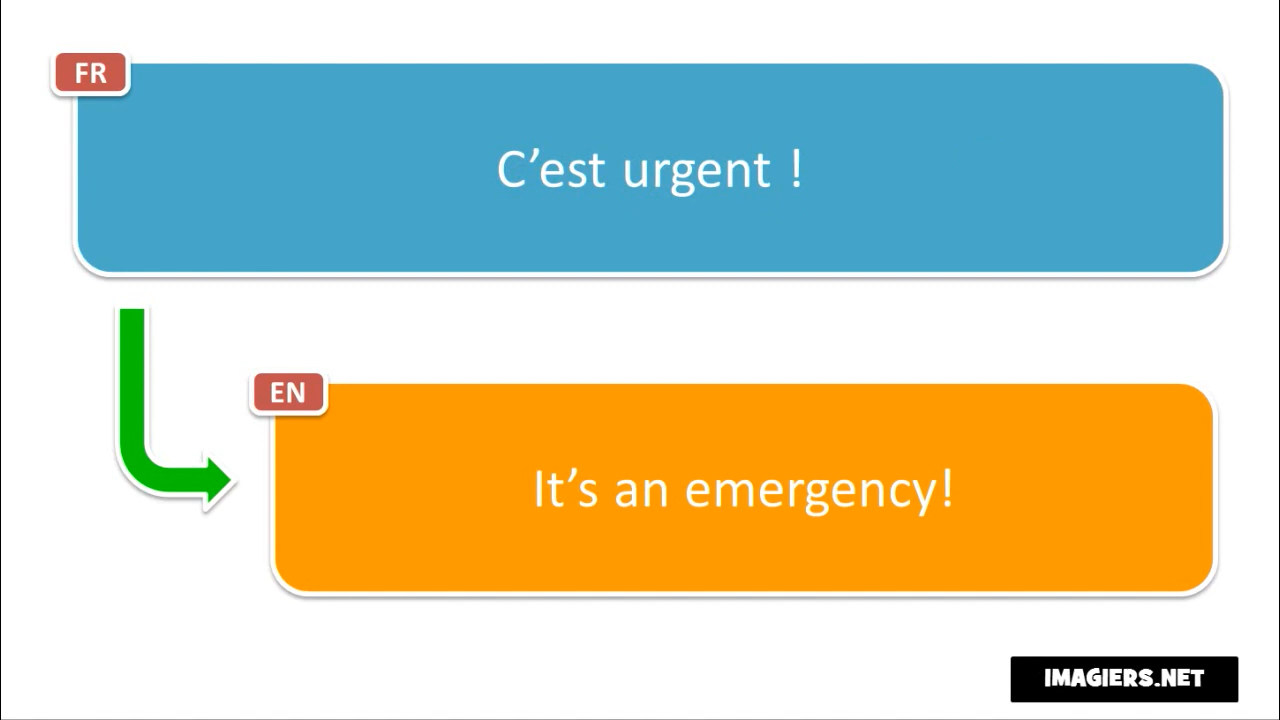 FR
C’est urgent !
EN
It’s an emergency!
IMAGIERS.NET